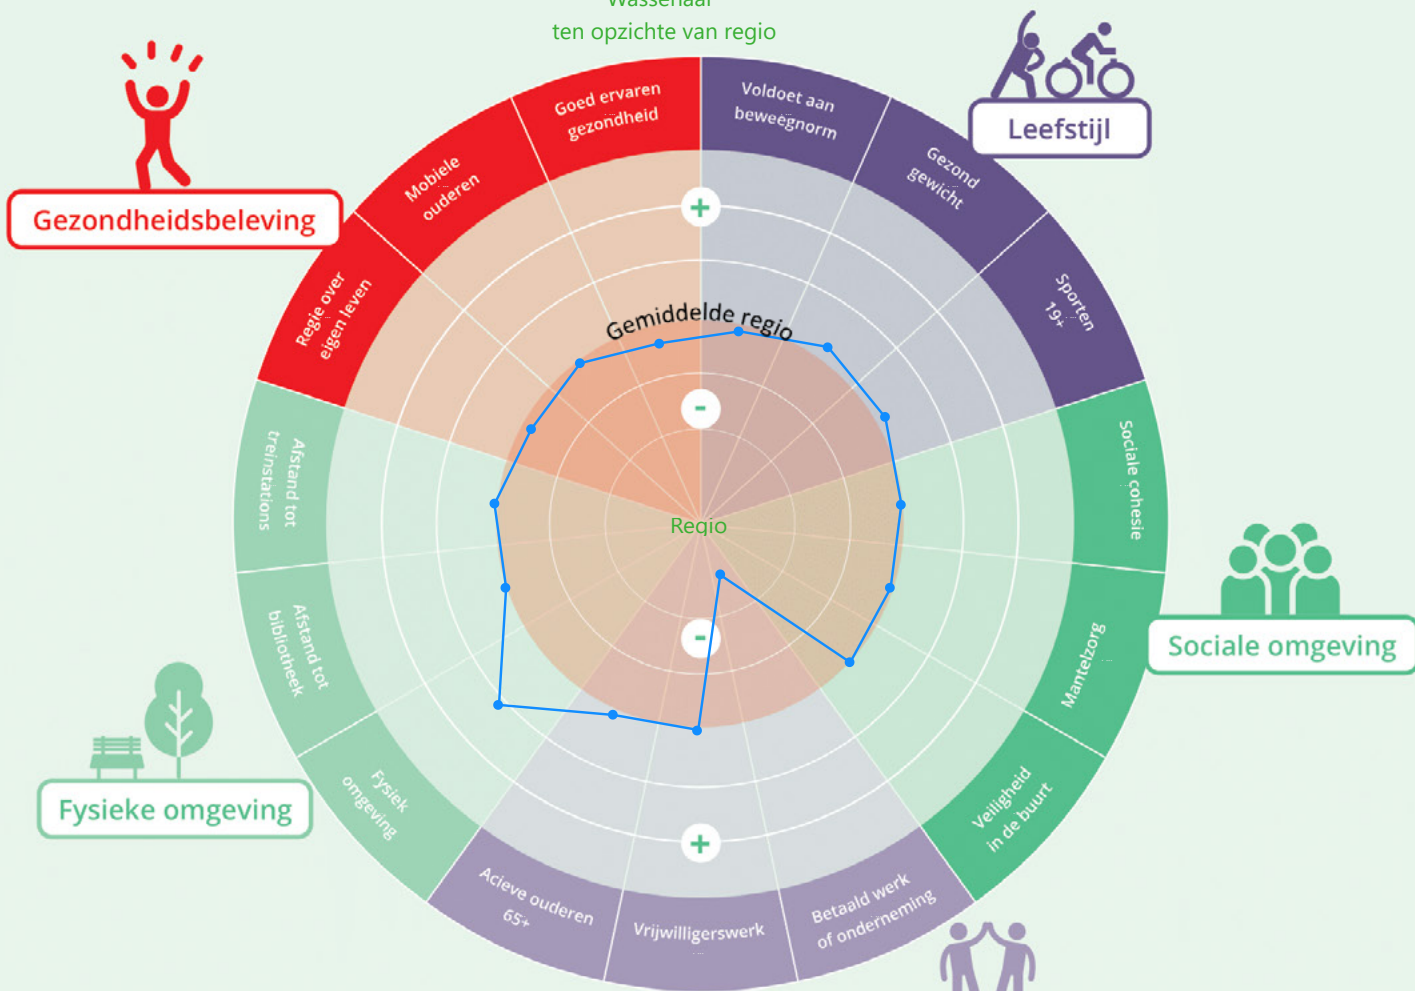 Wassenaar
ten opzichte van regio
Leefstijl
Gezondheidsbeleving
Goed ervaren
gezondheid
Voldoet aan
beweegnorm
Mobiele
ouderen
Gezond
gewicht
Regie over
eigen leven
Sporten
19+
+
Gemiddelde regio
-
Afstand tot
treinstations
Sociale cohesie
Regio
Afstand tot
bibliotheek
Mantelzorg
Sociale omgeving
-
Fysieke omgeving
Fysiek
omgeving
Veiligheid
in de buurt
+
Acieve ouderen
65+
Vrijwilligerswerk
Betaald werk
of onderneming